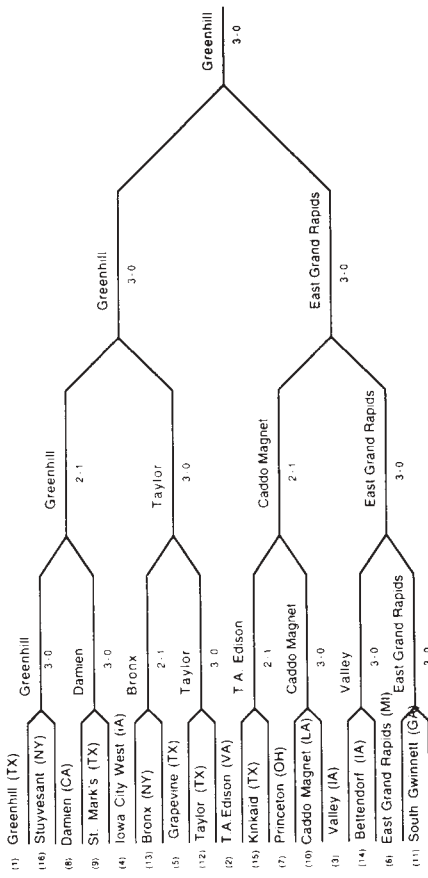 (1) Greenhill (TX)
(16) Stuyvesant (NY)
(8) Damien (CA)
(9) St. Mark's (TX)
(4) Iowa City West (IA)
(13) Bronx (NY)
(5) Grapevine (TX)
(12) Taylor (TX)
(2) T.A. Edison (VA)
(15) Kinkaid (TX)
(7) Princeton (OH)
(10) Caddo Magnet (LA)
(3) Valley (IA)
(14) Bettendorf (IA)
(6) East Grand Rapids (MI)
(11) South Gwinnett (GA)
Greenhill
3-0
Damien
3-0
Bronx
2-1
Taylor
3-0
T.A. Edison
2-1
Caddo Magnet
3-0
Valley
3-0
East Grand Rapids
Greenhill
2-1
Taylor
3-0
Caddo Magnet
2-1
East Grand Rapids
3-0
Greenhill
3-0
East Grand Rapids
3-0
Greenhill
3-0